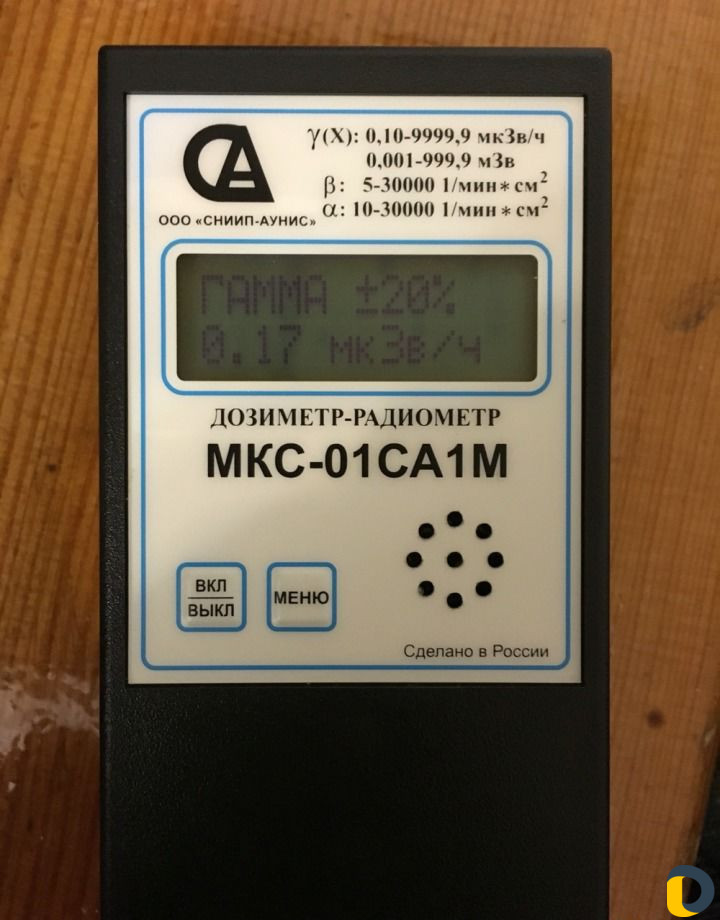 γ(X): 0,10-9999,9 мкЗв/ч
0,001-999,9 мЗв
β: 5-30000 1/мин*см²
α: 10-30000 1/мин*см²
ООО «СНИИП-АУНИС»
ГАММА ±20%
0.17 мкЗв/ч
ДОЗИМЕТР-РАДИОМЕТР
МКС-01СА1М
ВКЛ
ВЫКЛ
МЕНЮ
Сделано в России